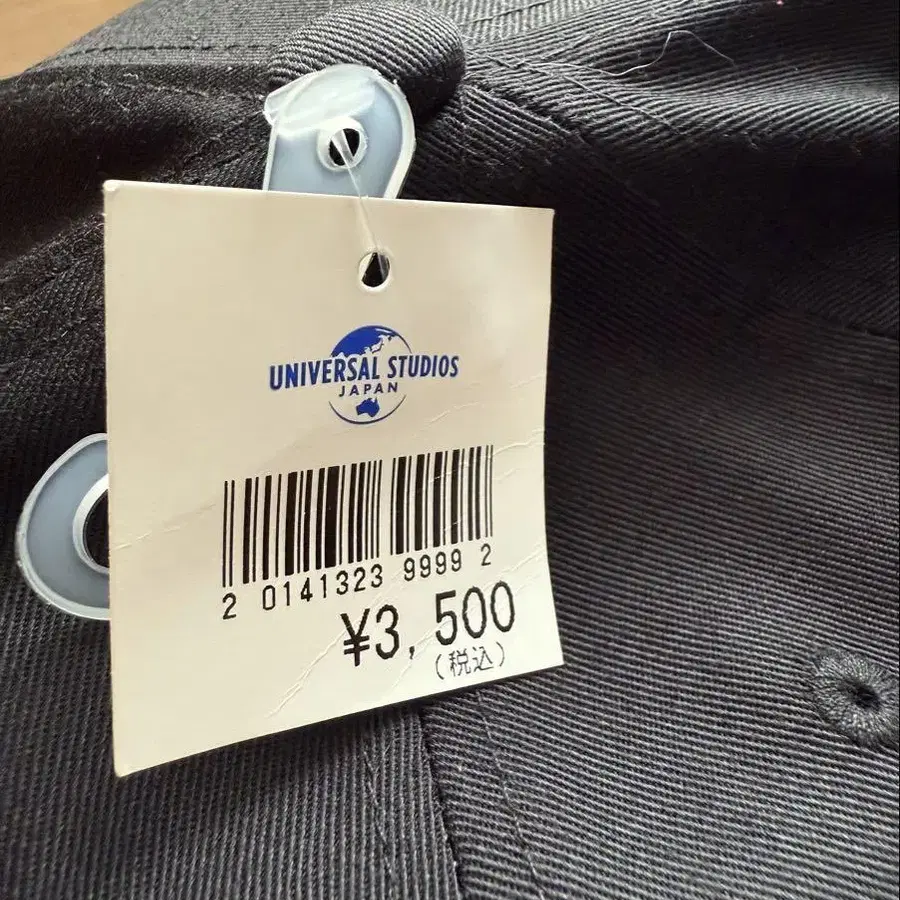 UNIVERSAL STUDIOS
JAPAN
2 0141323 9999 2
¥3,500
(税込)